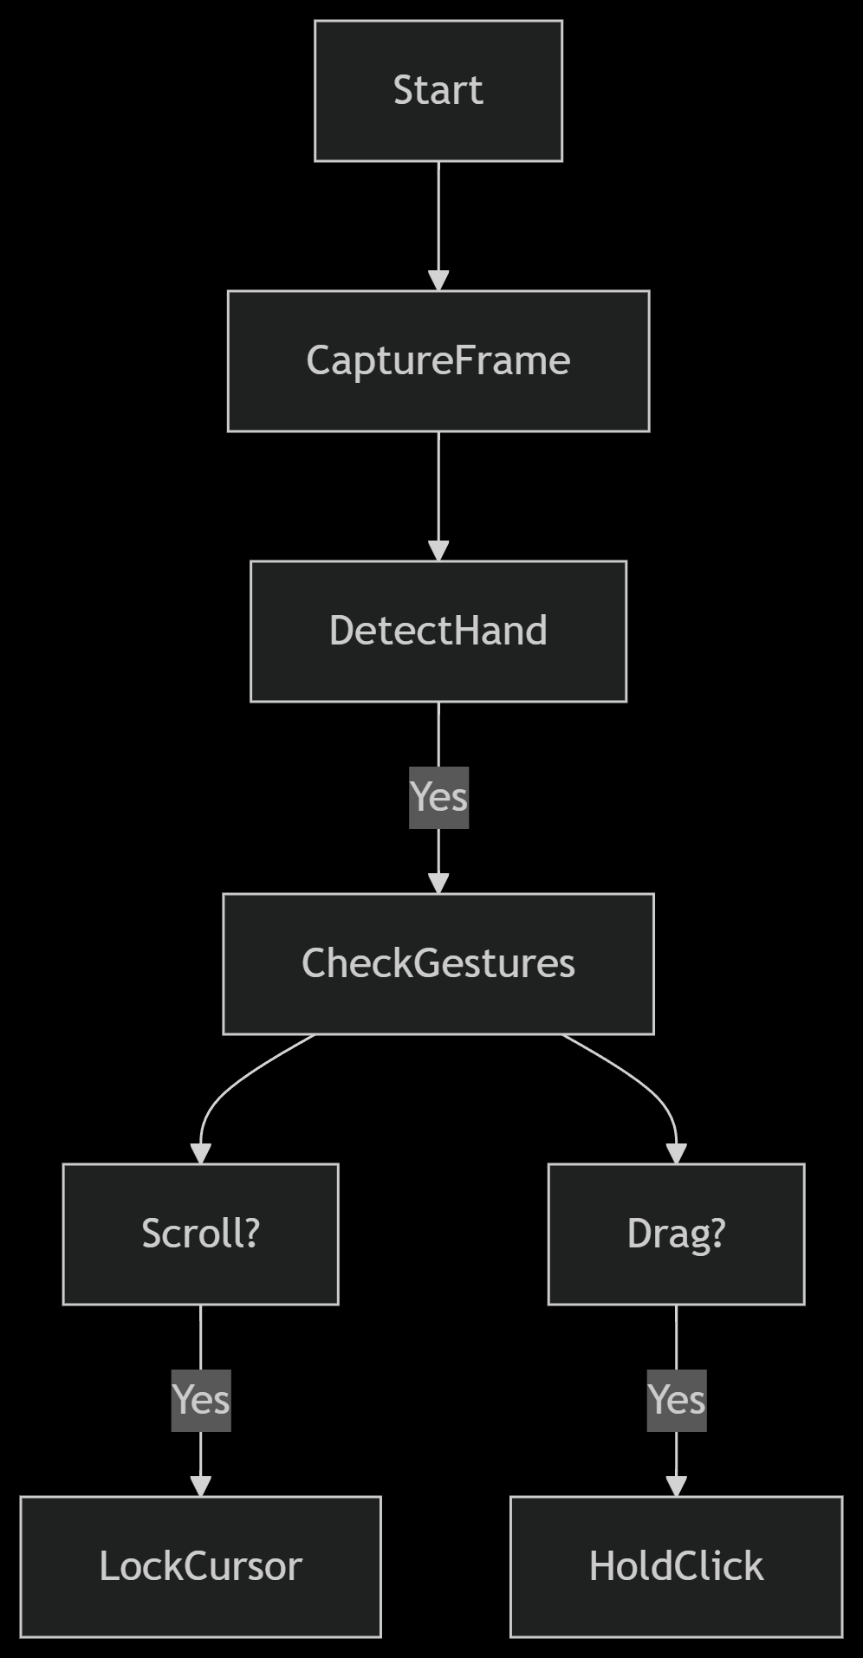 Start
CaptureFrame
DetectHand
Yes
CheckGestures
Scroll?
Drag?
Yes
Yes
LockCursor
HoldClick